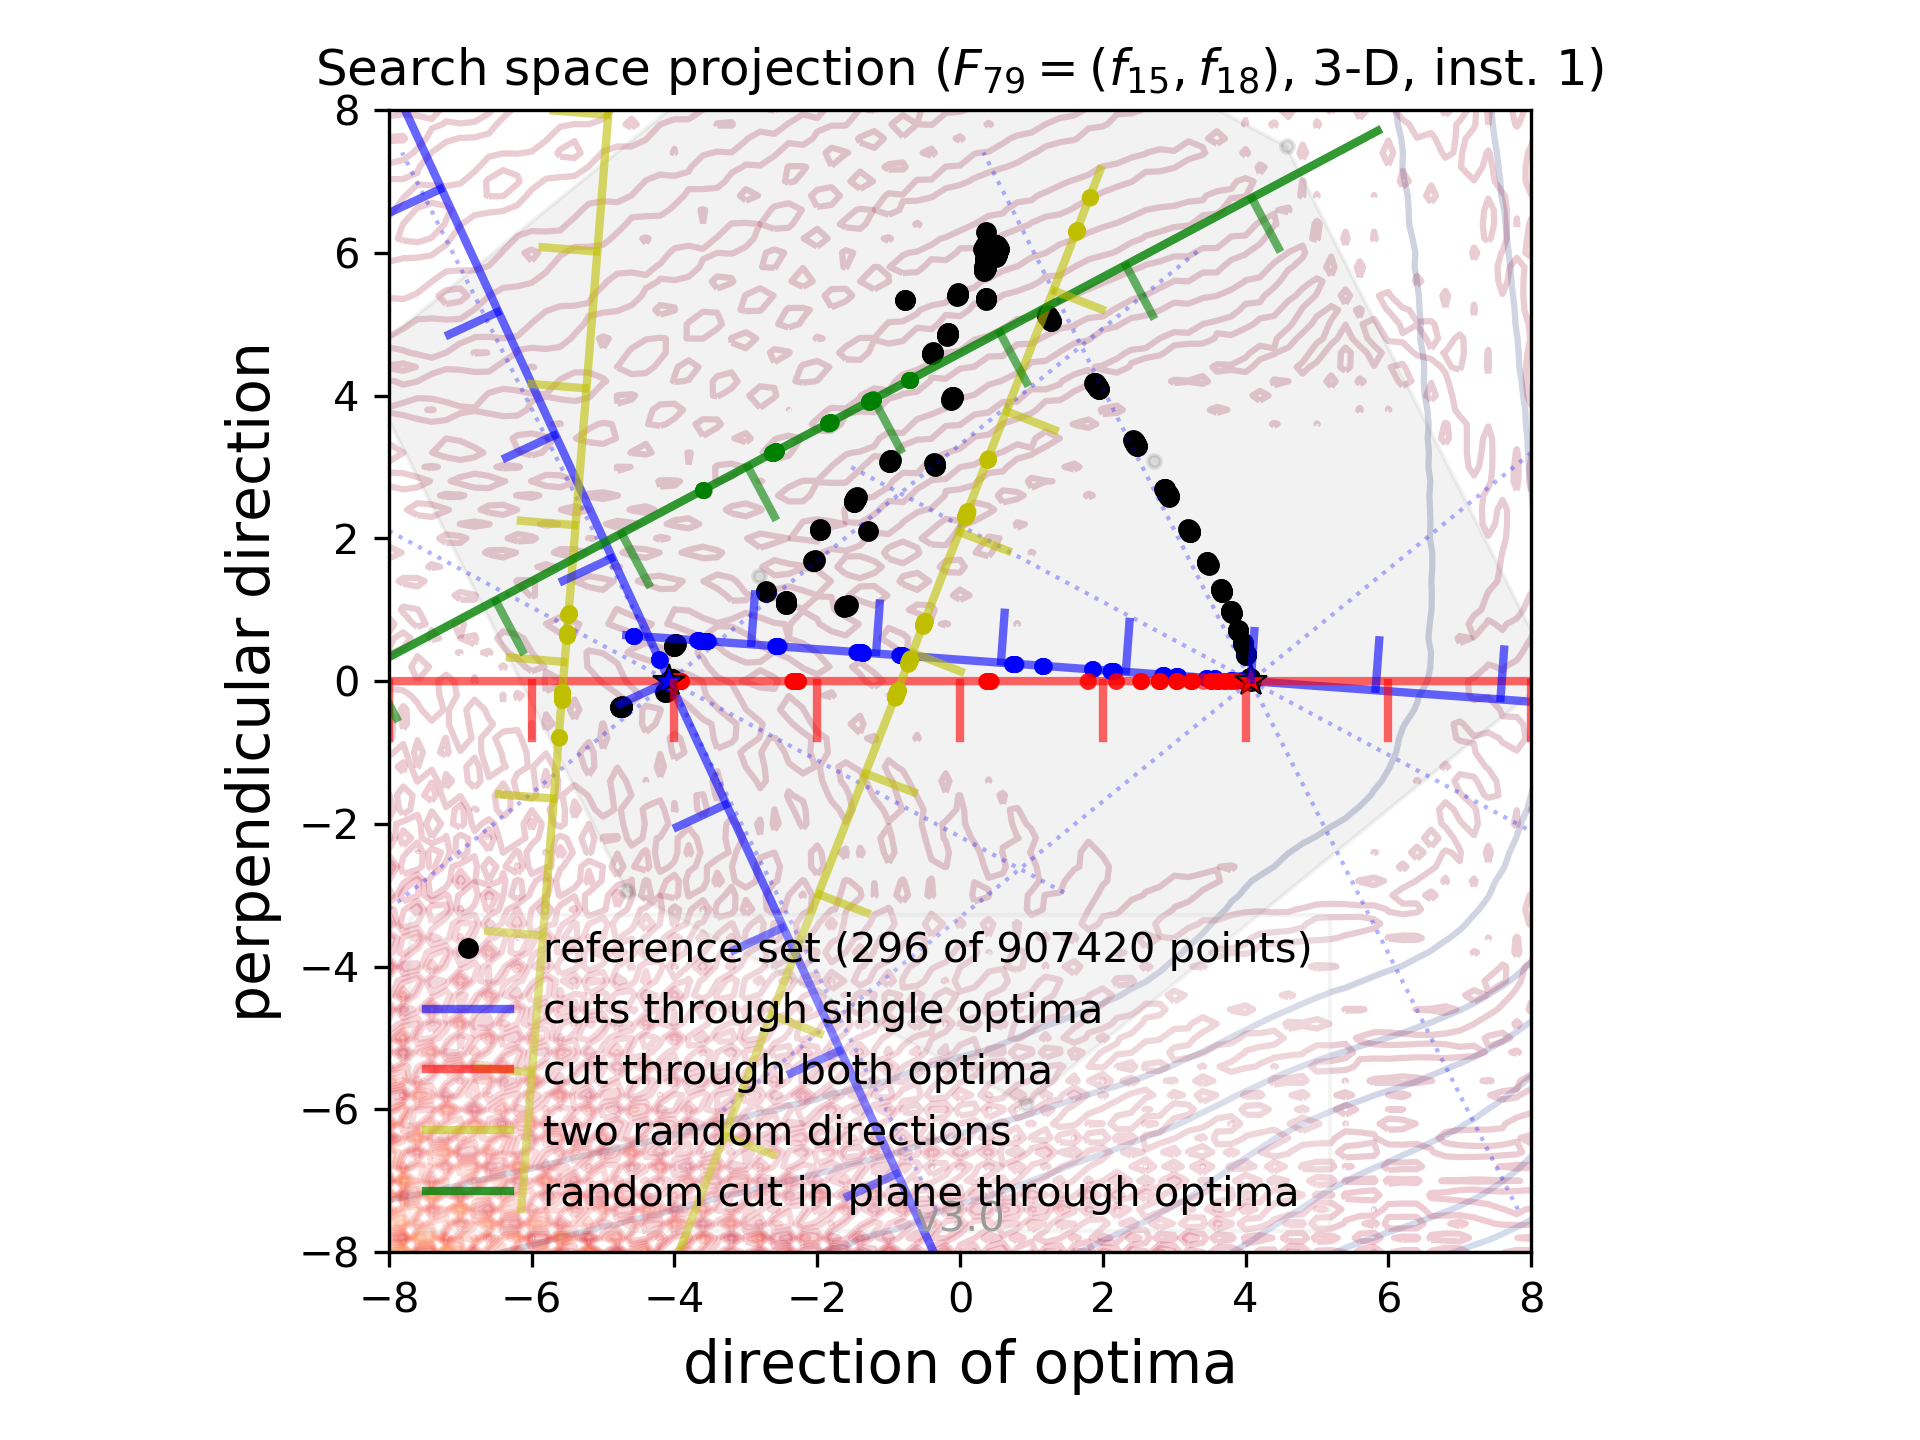 Search space projection (F79 = (f15, f18), 3-D, inst. 1)
8
6
4
2
0
−2
−4
−6
−8
perpendicular direction
reference set (296 of 907420 points)
cuts through single optima
cut through both optima
two random directions
random cut in plane through optima
v3.0
−8 −6 −4 −2 0 2 4 6 8
direction of optima